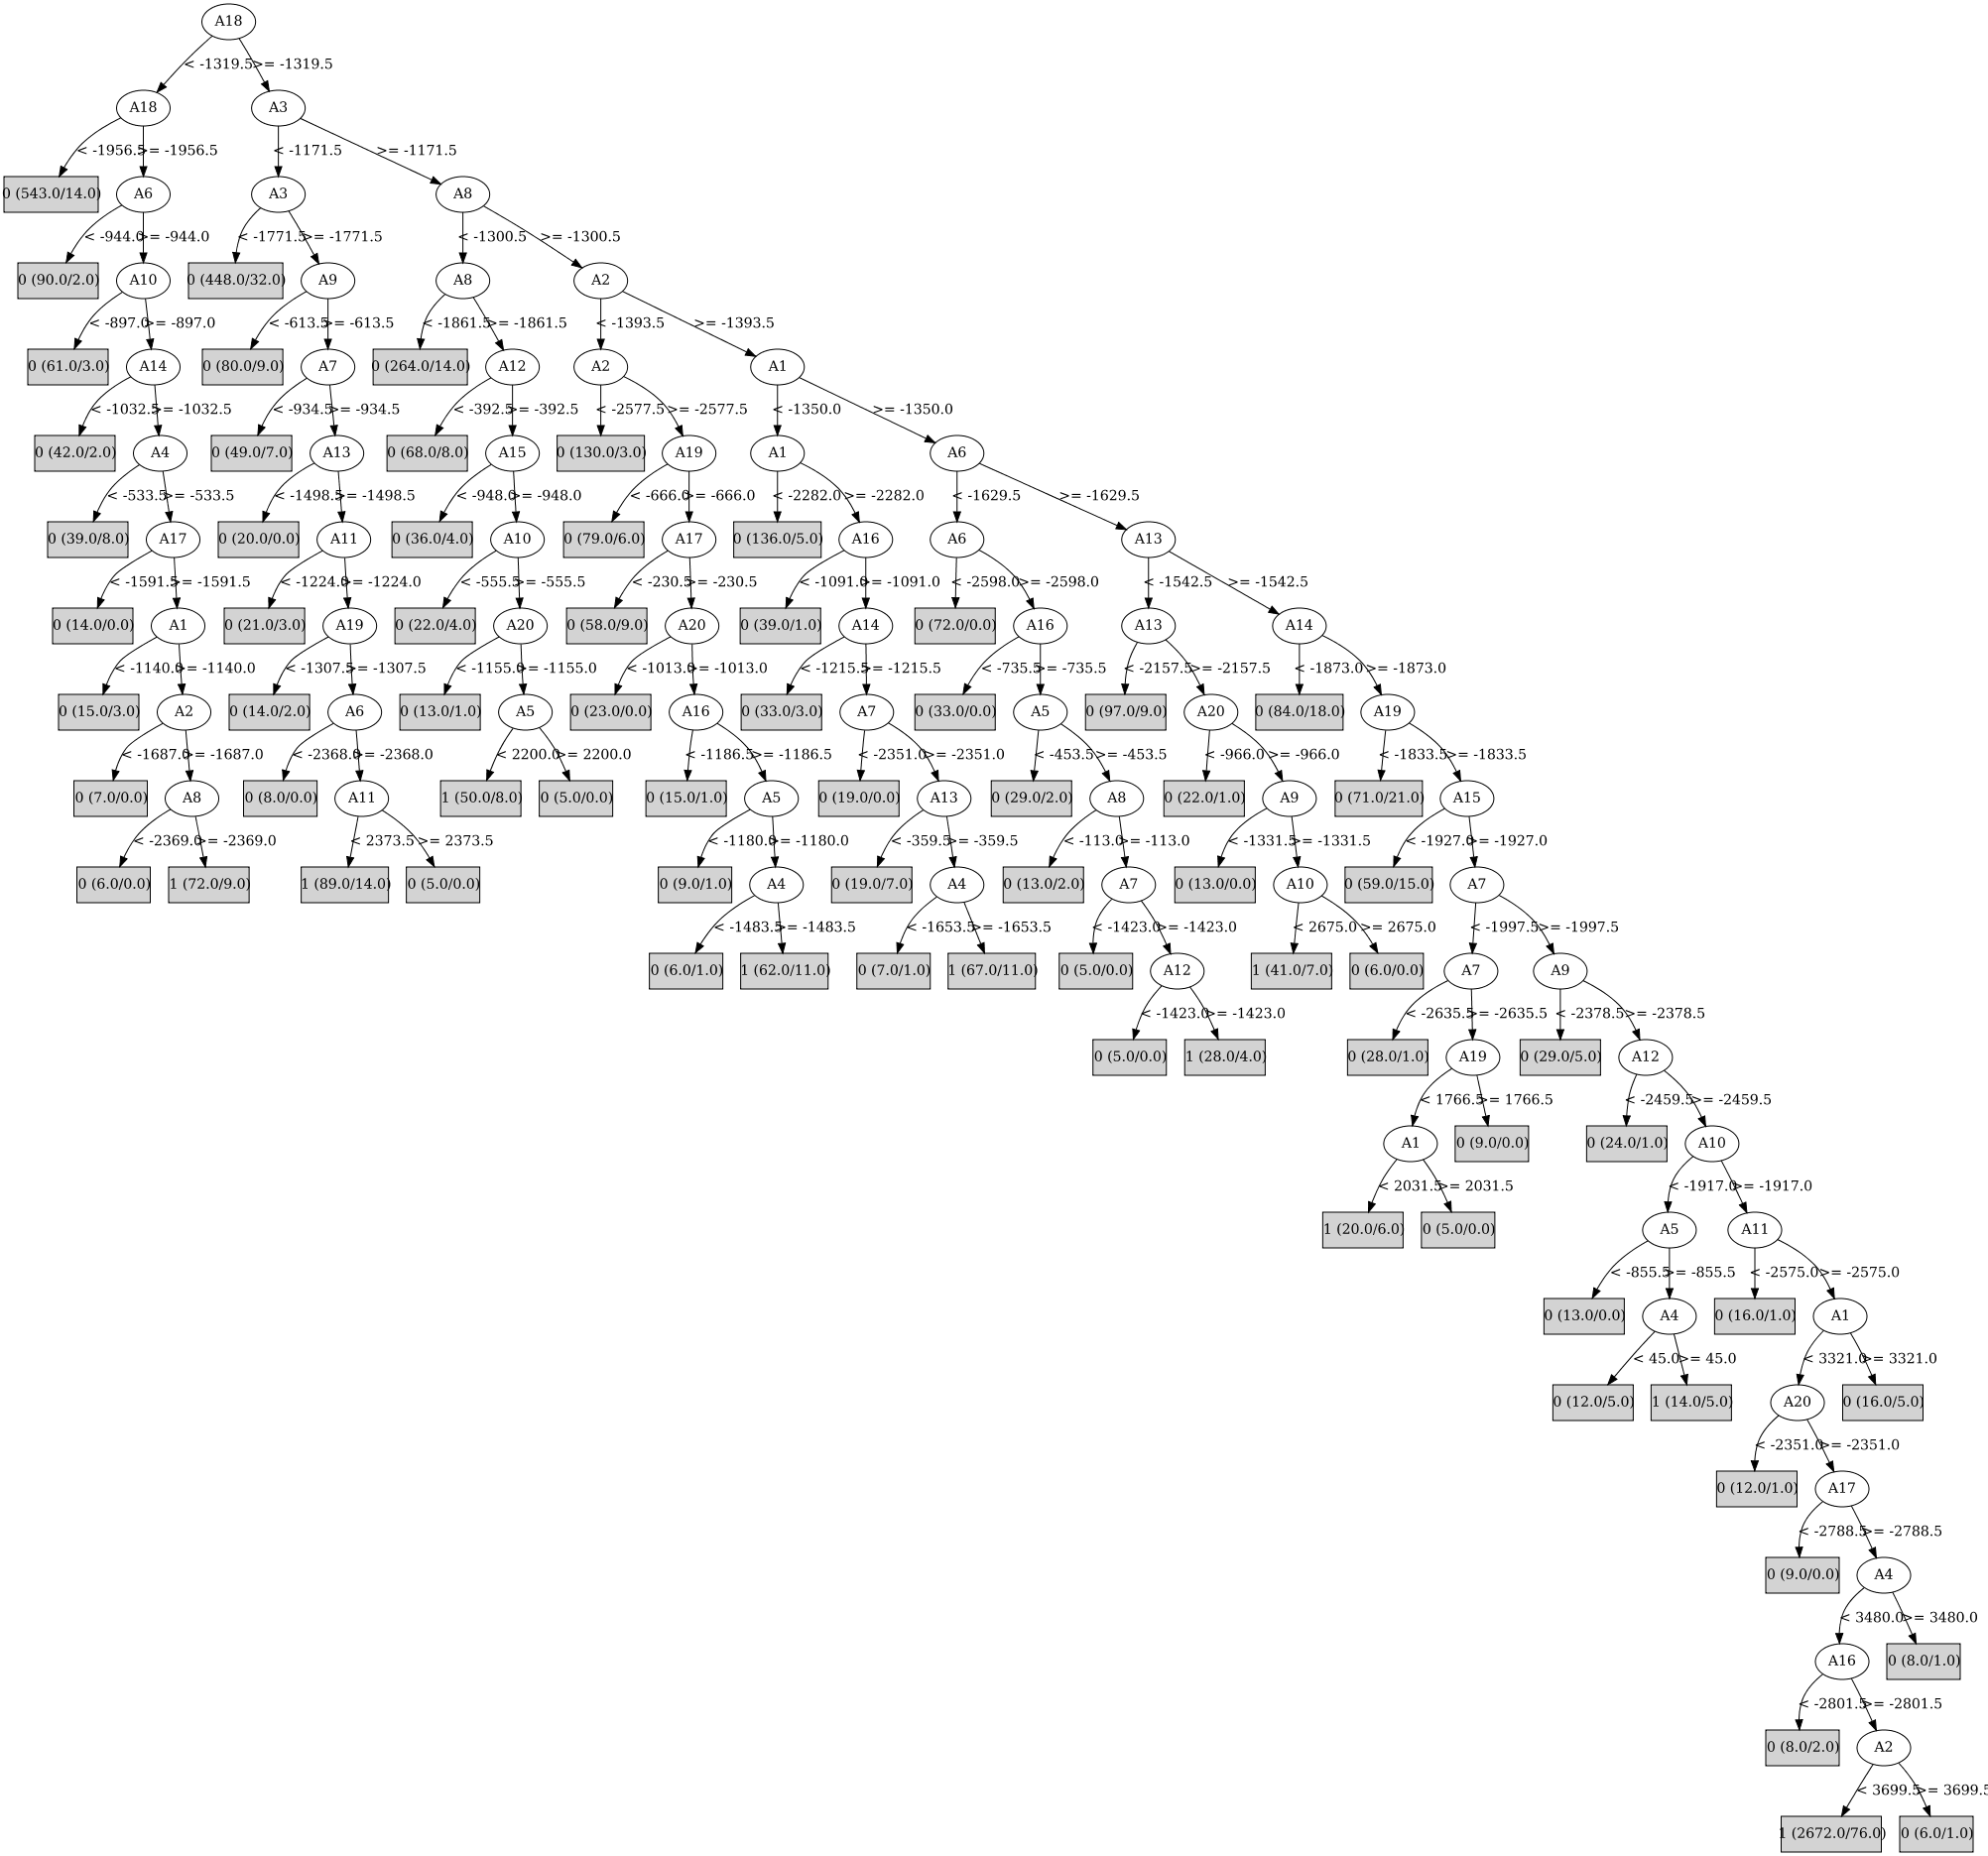 A18
< -1319.5 >= -1319.5
A18 A3
< -1956.5 >= -1956.5 < -1171.5 >= -1171.5
0 (543.0/14.0) A6 A3 A8
< -944.0 >= -944.0 < -1771.5 >= -1771.5 < -1300.5 >= -1300.5
0 (90.0/2.0) A10 0 (448.0/32.0) A9 A8 A2
< -897.0 >= -897.0 < -613.5 >= -613.5 < -1861.5 >= -1861.5 < -1393.5 >= -1393.5
0 (61.0/3.0) A14 0 (80.0/9.0) A7 0 (264.0/14.0) A12 A2 A1
< -1032.5 >= -1032.5 < -934.5 >= -934.5 < -392.5 >= -392.5 < -2577.5 >= -2577.5 < -1350.0 >= -1350.0
0 (42.0/2.0) A4 0 (49.0/7.0) A13 0 (68.0/8.0) A15 0 (130.0/3.0) A19 A1 A6
< -533.5 >= -533.5 < -1498.5 >= -1498.5 < -948.0 >= -948.0 < -666.0 >= -666.0 < -2282.0 >= -2282.0 < -1629.5 >= -1629.5
0 (39.0/8.0) A17 0 (20.0/0.0) A11 0 (36.0/4.0) A10 0 (79.0/6.0) A17 0 (136.0/5.0) A16 A6 A13
< -1591.5 >= -1591.5 < -1224.0 >= -1224.0 < -555.5 >= -555.5 < -230.5 >= -230.5 < -1091.0 >= -1091.0 < -2598.0 >= -2598.0 < -1542.5 >= -1542.5
0 (14.0/0.0) A1 0 (21.0/3.0) A19 0 (22.0/4.0) A20 0 (58.0/9.0) A20 0 (39.0/1.0) A14 0 (72.0/0.0) A16 A13 A14
< -1140.0 >= -1140.0 < -1307.5 >= -1307.5 < -1155.0 >= -1155.0 < -1013.0 >= -1013.0 < -1215.5 >= -1215.5 < -735.5 >= -735.5 < -2157.5 >= -2157.5 < -1873.0 >= -1873.0
0 (15.0/3.0) A2 0 (14.0/2.0) A6 0 (13.0/1.0) A5 0 (23.0/0.0) A16 0 (33.0/3.0) A7 0 (33.0/0.0) A5 0 (97.0/9.0) A20 0 (84.0/18.0) A19
< -1687.0 >= -1687.0 < -2368.0 >= -2368.0 < 2200.0 >= 2200.0 < -1186.5 >= -1186.5 < -2351.0 >= -2351.0 < -453.5 >= -453.5 < -966.0 >= -966.0 < -1833.5 >= -1833.5
0 (7.0/0.0) A8 0 (8.0/0.0) A11 1 (50.0/8.0) 0 (5.0/0.0) 0 (15.0/1.0) A5 0 (19.0/0.0) A13 0 (29.0/2.0) A8 0 (22.0/1.0) A9 0 (71.0/21.0) A15
< -2369.0 >= -2369.0 < 2373.5 >= 2373.5 < -1180.0 >= -1180.0 < -359.5 >= -359.5 < -113.0 >= -113.0 < -1331.5 >= -1331.5 < -1927.0 >= -1927.0
0 (6.0/0.0) 1 (72.0/9.0) 1 (89.0/14.0) 0 (5.0/0.0) 0 (9.0/1.0) A4 0 (19.0/7.0) A4 0 (13.0/2.0) A7 0 (13.0/0.0) A10 0 (59.0/15.0) A7
< -1483.5 >= -1483.5 < -1653.5 >= -1653.5 < -1423.0 >= -1423.0 < 2675.0 >= 2675.0 < -1997.5 >= -1997.5
0 (6.0/1.0) 1 (62.0/11.0) 0 (7.0/1.0) 1 (67.0/11.0) 0 (5.0/0.0) A12 1 (41.0/7.0) 0 (6.0/0.0) A7 A9
< -1423.0 >= -1423.0 < -2635.5 >= -2635.5 < -2378.5 >= -2378.5
0 (5.0/0.0) 1 (28.0/4.0) 0 (28.0/1.0) A19 0 (29.0/5.0) A12
< 1766.5 >= 1766.5 < -2459.5 >= -2459.5
A1 0 (9.0/0.0) 0 (24.0/1.0) A10
< 2031.5 >= 2031.5 < -1917.0 >= -1917.0
1 (20.0/6.0) 0 (5.0/0.0) A5 A11
< -855.5 >= -855.5 < -2575.0 >= -2575.0
0 (13.0/0.0) A4 0 (16.0/1.0) A1
< 45.0 >= 45.0 < 3321.0 >= 3321.0
0 (12.0/5.0) 1 (14.0/5.0) A20 0 (16.0/5.0)
< -2351.0 >= -2351.0
0 (12.0/1.0) A17
< -2788.5 >= -2788.5
0 (9.0/0.0) A4
< 3480.0 >= 3480.0
A16 0 (8.0/1.0)
< -2801.5 >= -2801.5
0 (8.0/2.0) A2
< 3699.5 >= 3699.5
1 (2672.0/76.0) 0 (6.0/1.0)